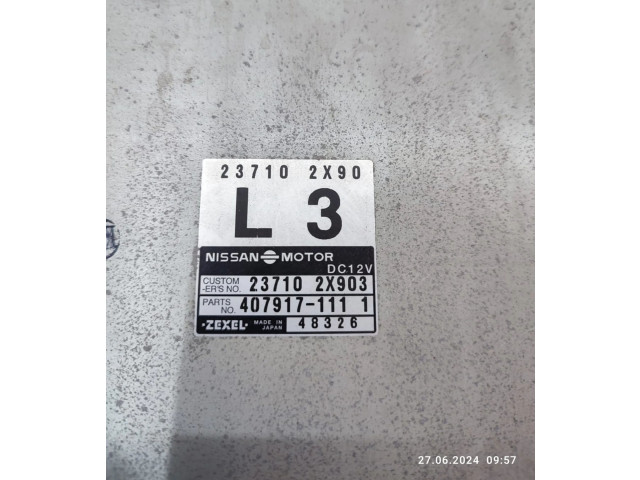 23710 2X90
L 3
NISSAN MOTOR
DC12V
CUSTOM
-ER'S NO. 23710 2X903
PARTS
NO. 407917-111 1
·ZEXEL· MADE IN
JAPAN 48326
27.06.2024 09:57